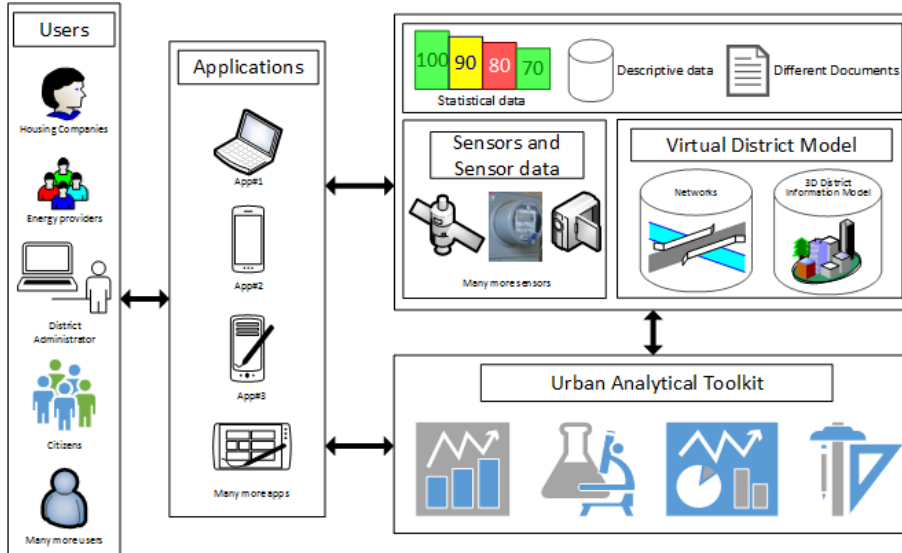 Users
Housing Companies
Energy providers
District
Administrator
Citizens
Many more users
Applications
App#1
App#2
App#3
Many more apps
100
90
80
70
Statistical data
Descriptive data
Different Documents
Sensors and
Sensor data
Many more sensors
Virtual District Model
Networks
3D District
Information Model
Urban Analytical Toolkit